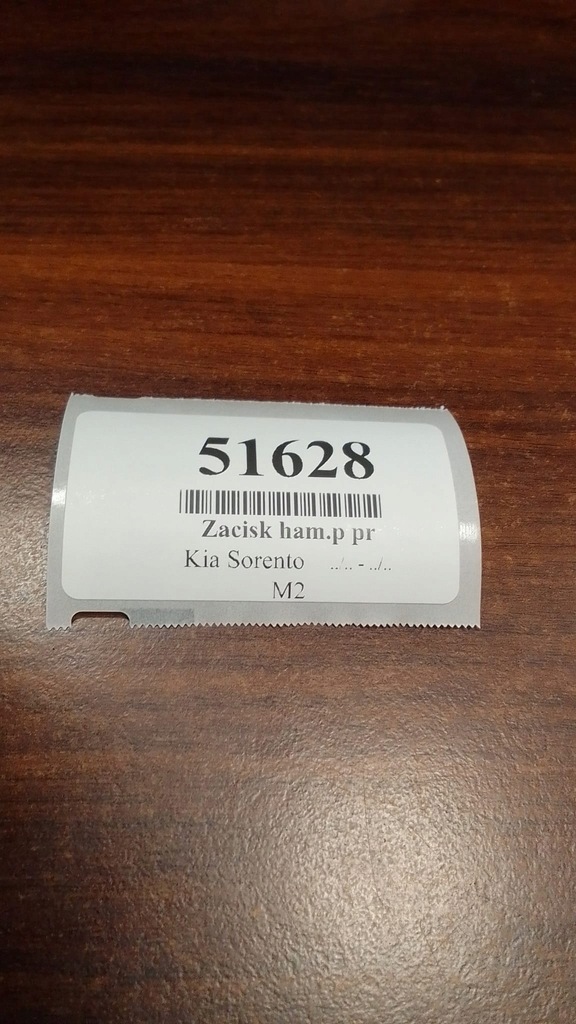 51628
Zacisk ham.p pr
Kia Sorento ../.. - ../..
M2